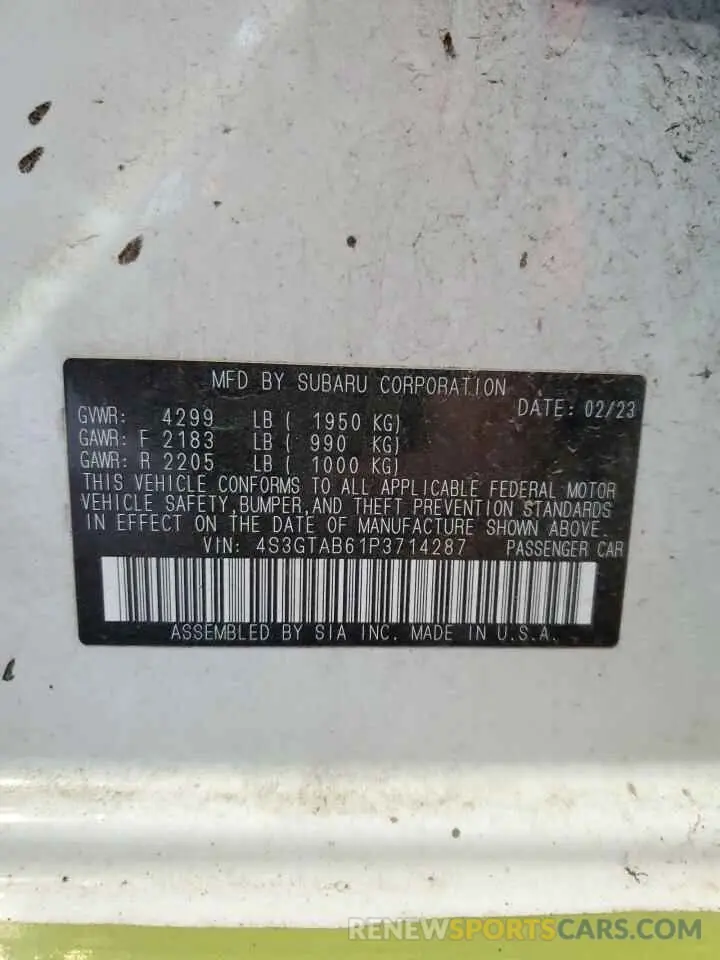 MFD BY SUBARU CORPORATION
DATE: 02/23
GVWR: 4299 LB ( 1950 KG)
GAWR: F 2183 LB ( 990 KG)
GAWR: R 2205 LB ( 1000 KG)
THIS VEHICLE CONFORMS TO ALL APPLICABLE FEDERAL MOTOR
VEHICLE SAFETY,BUMPER,AND THEFT PREVENTION STANDARDS
IN EFFECT ON THE DATE OF MANUFACTURE SHOWN ABOVE.
VIN: 4S3GTAB61P3714287 PASSENGER CAR
ASSEMBLED BY SIA INC. MADE IN U.S.A.
RENEWSPORTSCARS.COM